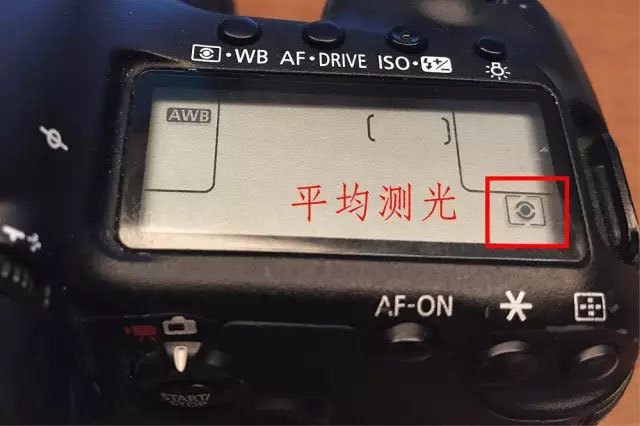 WB AF•DRIVE ISO•
AWB
平均测光
AF-ON
START/
STOP